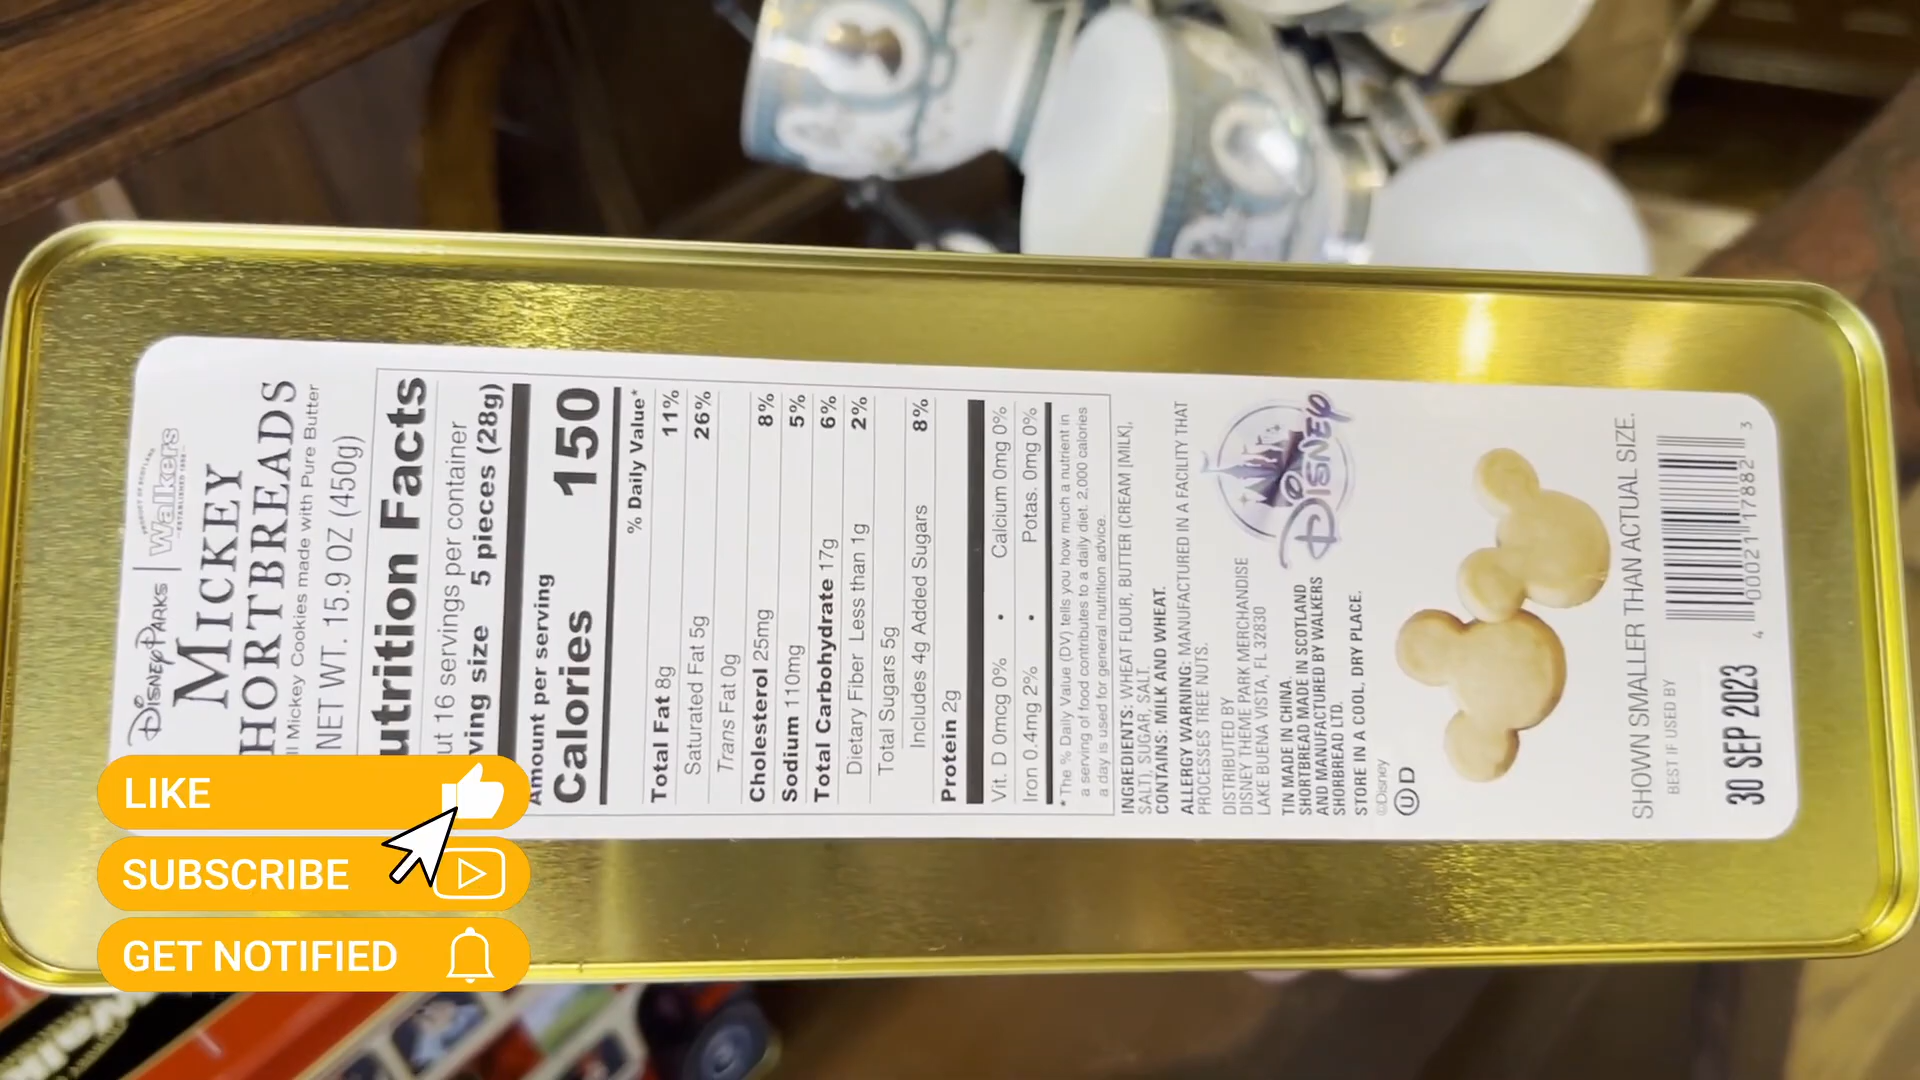 DISNEY PARKS
PRODUCT OF SCOTLAND
Walkers
ESTABLISHED 1898
MICKEY
HORTBREADS
Mickey Cookies made with Pure Butter
NET WT. 15.9 OZ (450g)
utrition Facts
ut 16 servings per container
ving size 5 pieces (28g)
Amount per serving
Calories 150
% Daily Value*
Total Fat 8g 11%
Saturated Fat 5g 26%
Trans Fat 0g
Cholesterol 25mg 8%
Sodium 110mg 5%
Total Carbohydrate 17g 6%
Dietary Fiber Less than 1g 2%
Total Sugars 5g
Includes 4g Added Sugars 8%
Protein 2g
Vit. D 0mcg 0% • Calcium 0mg 0%
Iron 0.4mg 2% • Potas. 0mg 0%
*The % Daily Value (DV) tells you how much a nutrient in
a serving of food contributes to a daily diet. 2,000 calories
a day is used for general nutrition advice.
INGREDIENTS: WHEAT FLOUR, BUTTER (CREAM [MILK],
SALT), SUGAR, SALT.
CONTAINS: MILK AND WHEAT.
ALLERGY WARNING: MANUFACTURED IN A FACILITY THAT
PROCESSES TREE NUTS.
DISTRIBUTED BY
DISNEY THEME PARK MERCHANDISE
LAKE BUENA VISTA, FL 32830
TIN MADE IN CHINA.
SHORTBREAD MADE IN SCOTLAND
AND MANUFACTURED BY WALKERS
SHORBREAD LTD.
STORE IN A COOL, DRY PLACE.
©Disney
U D
DISNEY
SHOWN SMALLER THAN ACTUAL SIZE.
BEST IF USED BY
30 SEP 2023
4 00021 17882 3
LIKE
SUBSCRIBE
GET NOTIFIED